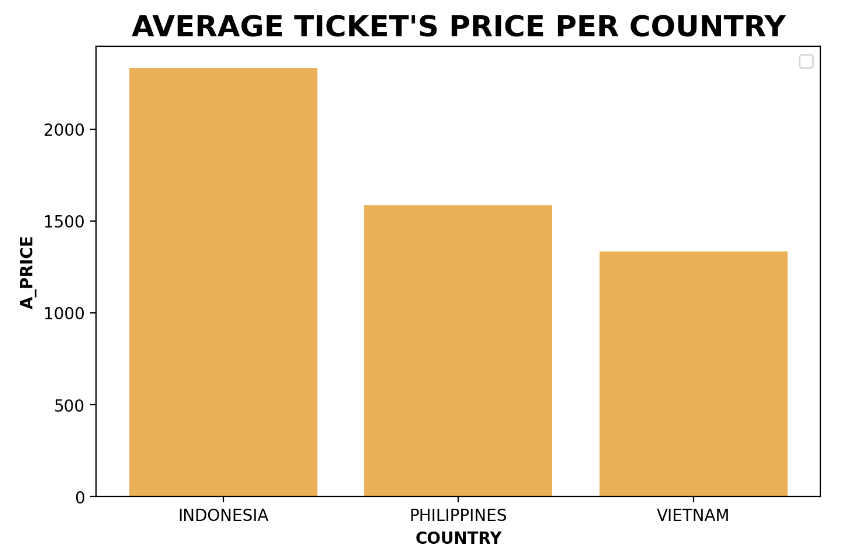 AVERAGE TICKET'S PRICE PER COUNTRY
A_PRICE
2000
1500
1000
500
0
INDONESIA PHILIPPINES VIETNAM
COUNTRY